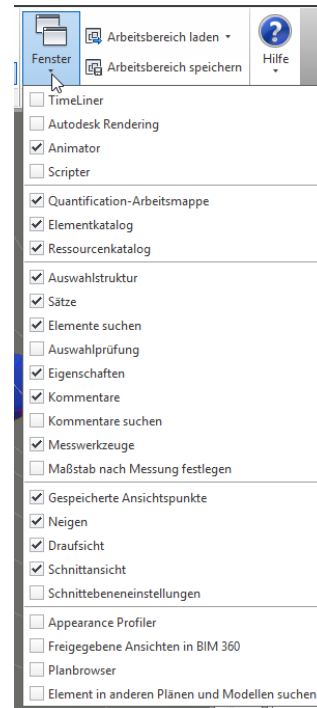 Arbeitsbereich laden
Fenster
Arbeitsbereich speichern
Hilfe
TimeLiner
Autodesk Rendering
Animator
Scripter
Quantification-Arbeitsmappe
Elementkatalog
Ressourcenkatalog
Auswahlstruktur
Sätze
Elemente suchen
Auswahlprüfung
Eigenschaften
Kommentare
Kommentare suchen
Messwerkzeuge
Maßstab nach Messung festlegen
Gespeicherte Ansichtspunkte
Neigen
Draufsicht
Schnittansicht
Schnittebeneneinstellungen
Appearance Profiler
Freigegebene Ansichten in BIM 360
Planbrowser
Element in anderen Plänen und Modellen suchen